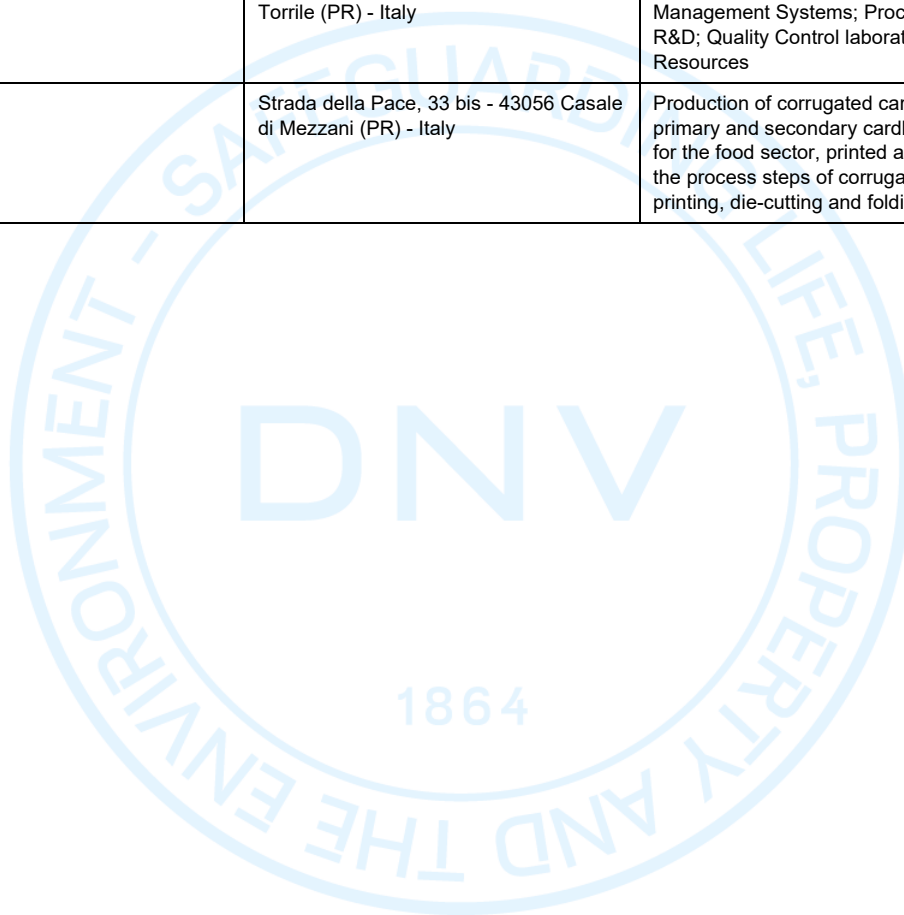 Torrile (PR) - Italy
Management Systems; Proc
R&D; Quality Control laborat
Resources
Strada della Pace, 33 bis - 43056 Casale
di Mezzani (PR) - Italy
Production of corrugated car
primary and secondary card
for the food sector, printed a
the process steps of corruga
printing, die-cutting and foldi
SAFEGUARDING LIFE, PROPERTY AND THE ENVIRONMENT -
DNV
1864